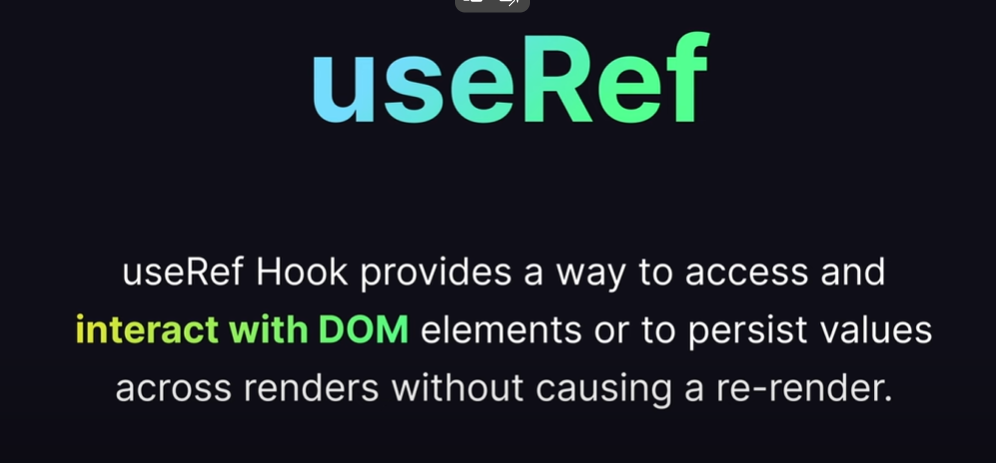 useRef
useRef Hook provides a way to access and
interact with DOM elements or to persist values
across renders without causing a re-render.